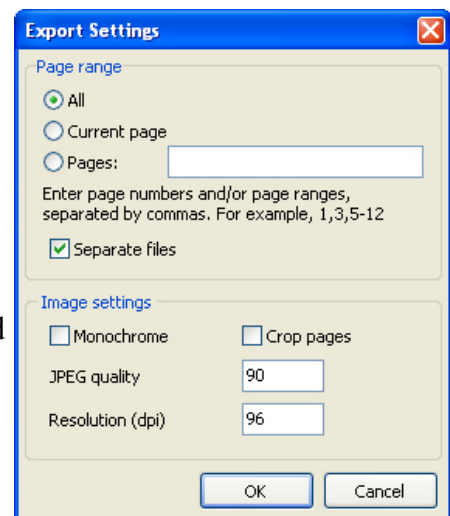 Export Settings
Page range
All
Current page
Pages:
Enter page numbers and/or page ranges,
separated by commas. For example, 1,3,5-12
Separate files
Image settings
d
Monochrome Crop pages
JPEG quality 90
Resolution (dpi) 96
OK Cancel